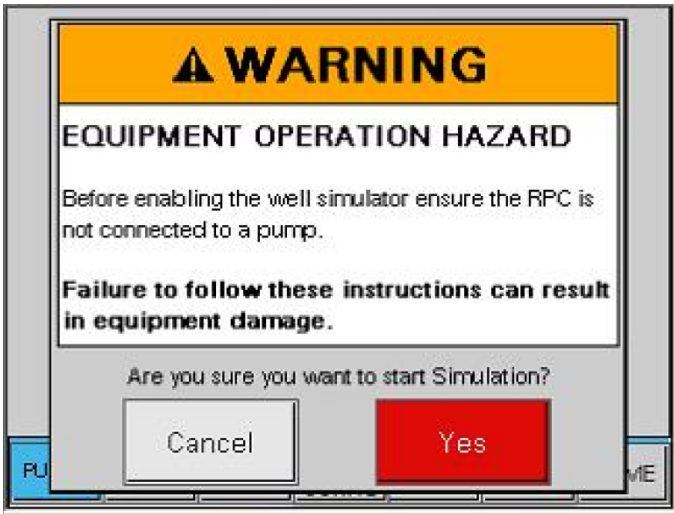 WARNING
EQUIPMENT OPERATION HAZARD
Before enabling the well simulator ensure the RPC is
not connected to a pump.
Failure to follow these instructions can result
in equipment damage.
Are you sure you want to start Simulation?
Cancel
Yes